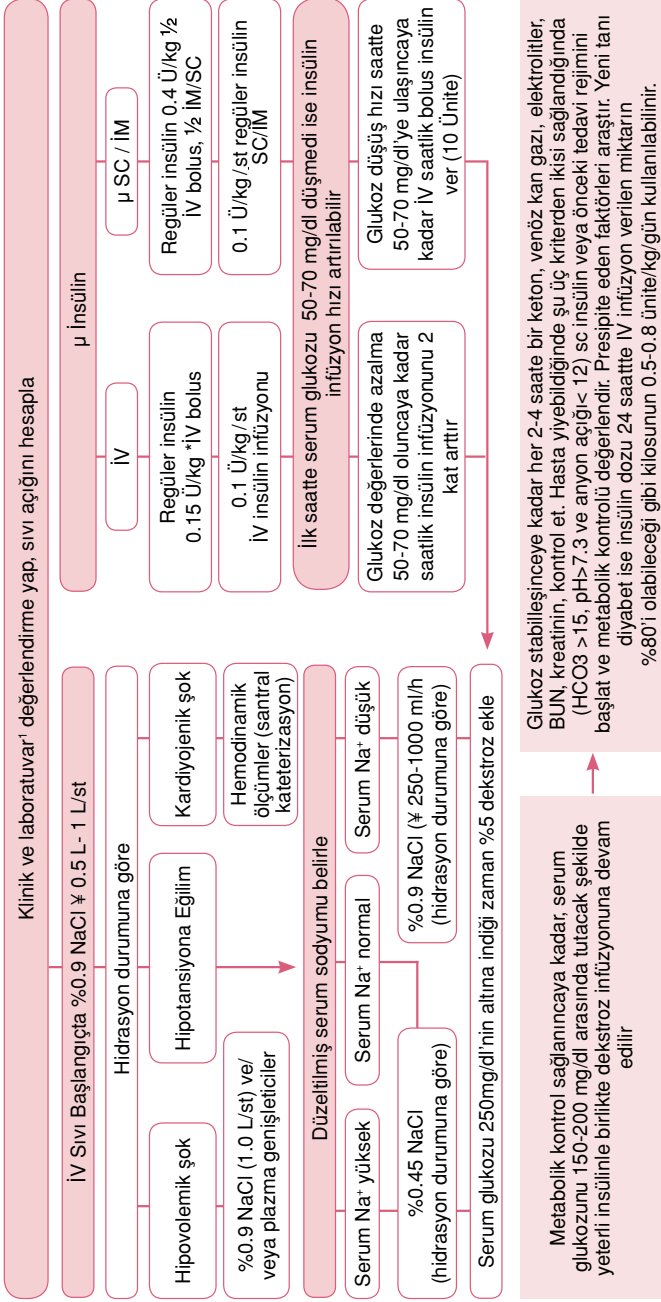 Klinik ve laboratuvar¹ değerlendirme yap, sıvı açığını hesapla
İV Sıvı Başlangıçta %0.9 NaCl ¥ 0.5 L- 1 L/st
Hidrasyon durumuna göre
Hipovolemik şok
Hipotansiyona Eğilim
Kardiyojenik şok
%0.9 NaCl (1.0 L/st) ve/
veya plazma genişleticiler
Hemodinamik
ölçümler (santral
kateterizasyon)
Düzeltilmiş serum sodyumu belirle
Serum Na⁺ yüksek
Serum Na⁺ normal
Serum Na⁺ düşük
%0.45 NaCl
(hidrasyon durumuna göre)
%0.9 NaCl (¥ 250-1000 ml/h
(hidrasyon durumuna göre)
Serum glukozu 250mg/dl’nin altına indiği zaman %5 dekstroz ekle
µ İnsülin
İV
µ SC / İM
Regüler insülin
0.15 Ü/kg *İV bolus
Regüler insülin 0.4 Ü/kg ½
İV bolus, ½ İM/SC
0.1 Ü/kg/st
İV insülin infüzyonu
0.1 Ü/kg/.st regüler insülin
SC/İM
İlk saatte serum glukozu 50-70 mg/dl düşmedi ise insülin
infüzyon hızı artırılabilir
Glukoz değerlerinde azalma
50-70 mg/dl oluncaya kadar
saatlik insülin infüzyonunu 2
kat arttır
Glukoz düşüş hızı saatte
50-70 mg/dl’ye ulaşıncaya
kadar İV saatlik bolus insülin
ver (10 Ünite)
Metabolik kontrol sağlanıncaya kadar, serum
glukozunu 150-200 mg/dl arasında tutacak şekilde
yeterli insülinle birlikte dekstroz infüzyonuna devam
edilir
Glukoz stabilleşinceye kadar her 2-4 saate bir keton, venöz kan gazı, elektrolitler,
BUN, kreatinin, kontrol et. Hasta yiyebildiğinde şu üç kriterden ikisi sağlandığında
(HCO3 >15, pH>7.3 ve anyon açığı< 12) sc insülin veya önceki tedavi rejimini
başlat ve metabolik kontrolü değerlendir. Presipite eden faktörleri araştır. Yeni tanı
diyabet ise insülin dozu 24 saattte IV infüzyon verilen miktarın
%80’i olabileceği gibi kilosunun 0.5-0.8 ünite/kg/gün kullanılabilinir.